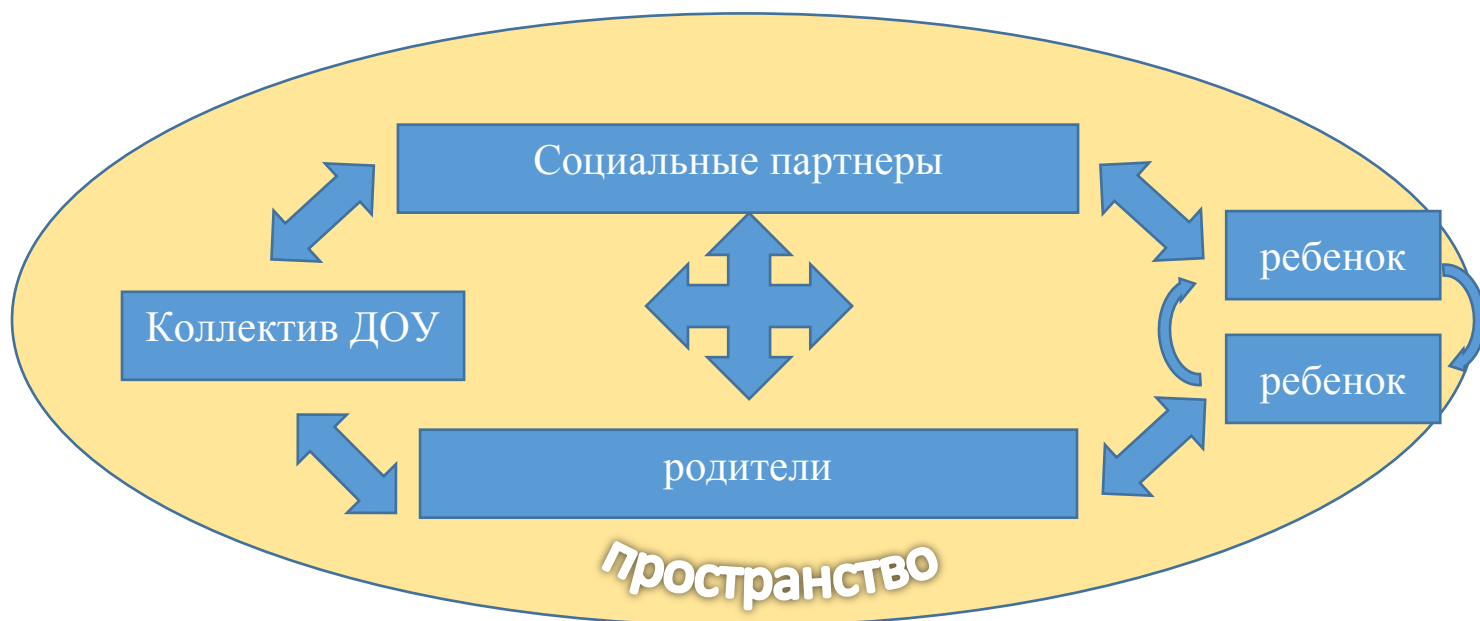 Социальные партнеры
ребенок
Коллектив ДОУ
ребенок
родители
пространство